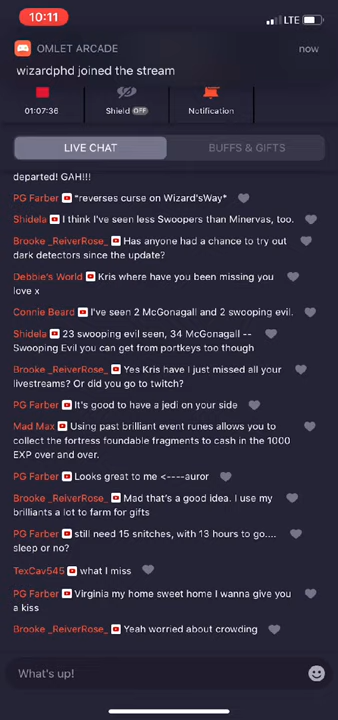 10:11
LTE
OMLET ARCADE
now
wizardphd joined the stream
01:07:36
Shield OFF
Notification
LIVE CHAT
BUFFS & GIFTS
departed! GAH!!!
PG Farber *reverses curse on Wizard'sWay*
Shidela I think I've seen less Swoopers than Minervas, too.
Brooke _ReiverRose_ Has anyone had a chance to try out
dark detectors since the update?
Debbie's World Kris where have you been missing you
love x
Connie Beard I've seen 2 McGonagall and 2 swooping evil.
Shidela 23 swooping evil seen, 34 McGonagall --
Swooping Evil you can get from portkeys too though
Brooke _ReiverRose_ Yes Kris have I just missed all your
livestreams? Or did you go to twitch?
PG Farber It's good to have a jedi on your side
Mad Max Using past brilliant event runes allows you to
collect the fortress foundable fragments to cash in the 1000
EXP over and over.
PG Farber Looks great to me <----auror
Brooke _ReiverRose_ Mad that's a good idea. I use my
brilliants a lot to farm for gifts
PG Farber still need 15 snitches, with 13 hours to go....
sleep or no?
TexCav545 what I miss
PG Farber Virginia my home sweet home I wanna give you
a kiss
Brooke _ReiverRose_ Yeah worried about crowding
What's up!